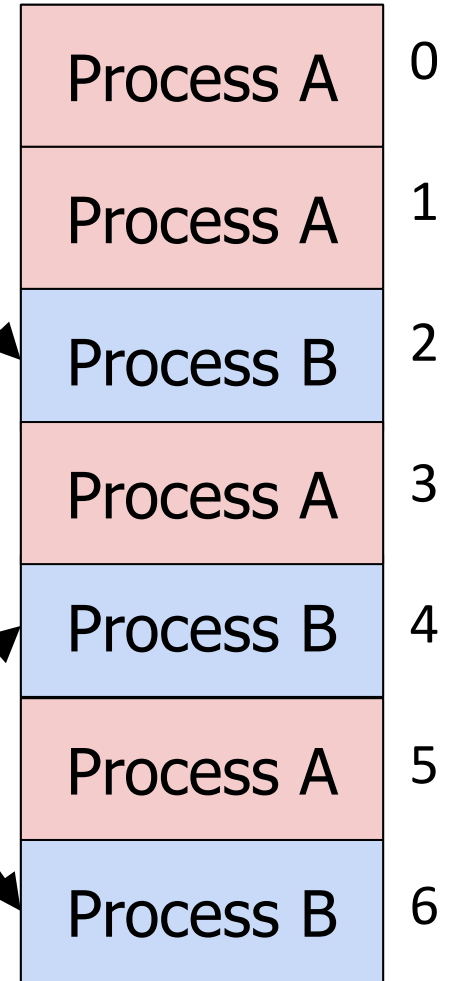 Process A 0
Process A 1
Process B 2
Process A 3
Process B 4
Process A 5
Process B 6